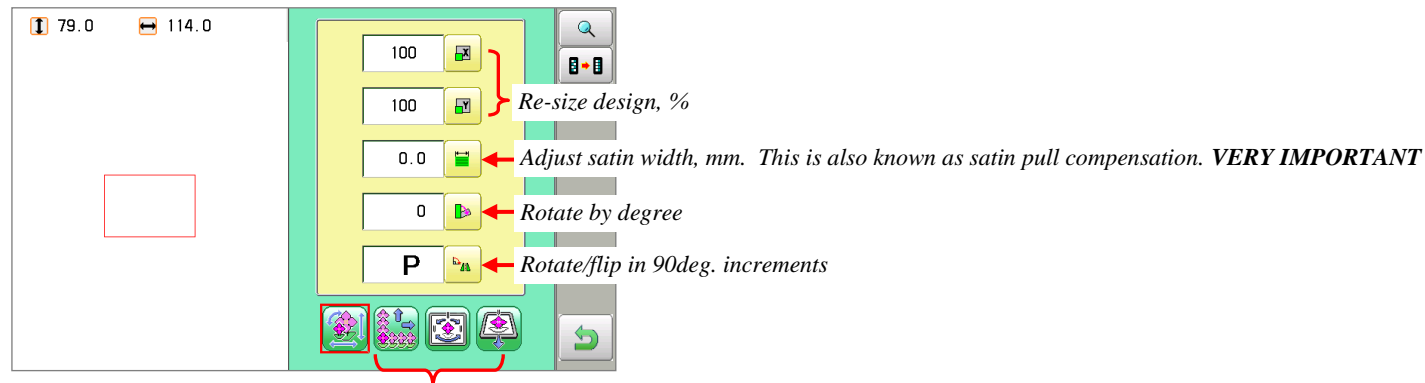 79.0 114.0
100 X
Re-size design, %
100 Y
0.0 Adjust satin width, mm. This is also known as satin pull compensation. VERY IMPORTANT
0 Rotate by degree
P Rotate/flip in 90deg. increments